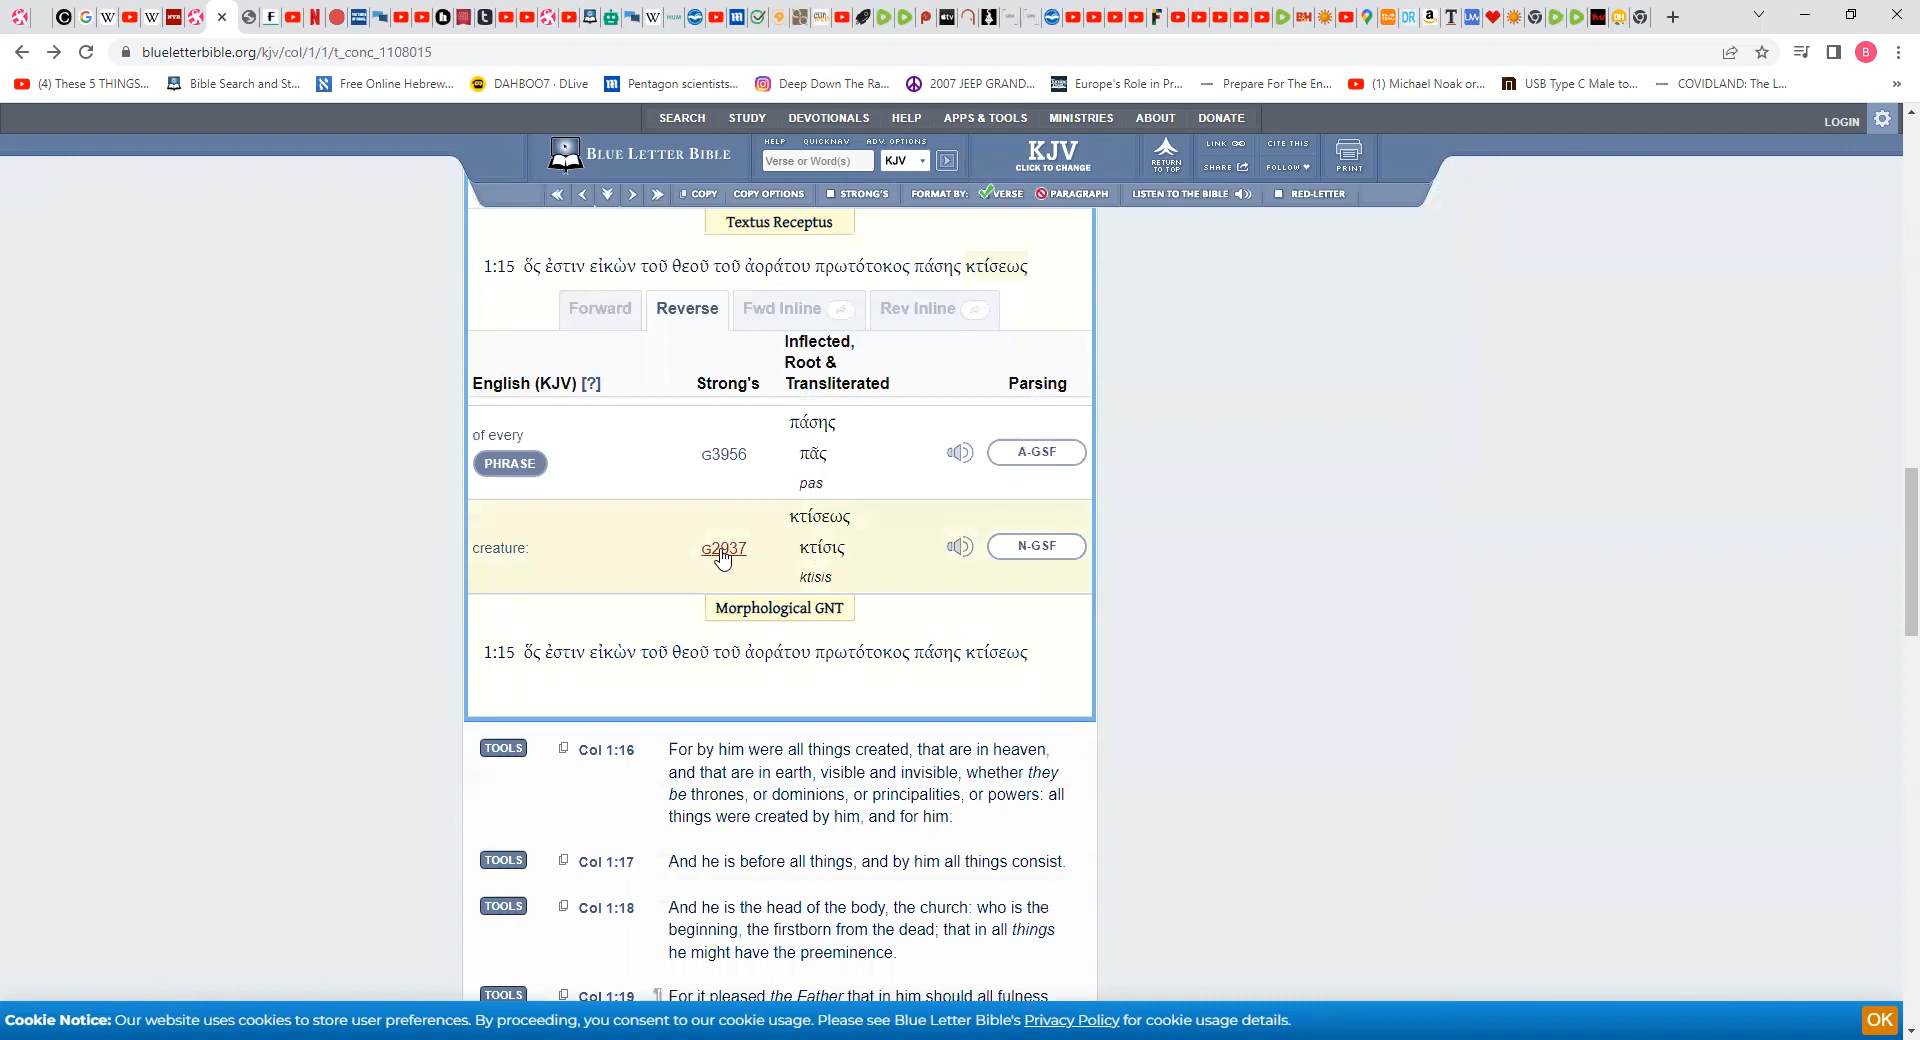 blueletterbible.org/kjv/col/1/1/t_conc_1108015
B
(4) These 5 THINGS... Bible Search and St... Free Online Hebrew... DAHBOO7 · DLive Pentagon scientists... Deep Down The Ra... 2007 JEEP GRAND... Europe's Role in Pr... Prepare For The En... (1) Michael Noak or... USB Type C Male to... COVIDLAND: The L... »
SEARCH STUDY DEVOTIONALS HELP APPS & TOOLS MINISTRIES ABOUT DONATE
LOGIN
HELP QUICKNAV ADV. OPTIONS
BLUE LETTER BIBLE
Verse or Word(s) KJV
KJV
CLICK TO CHANGE
RETURN
TO TOP
LINK CITE THIS
SHARE FOLLOW
PRINT
COPY COPY OPTIONS STRONG'S FORMAT BY: VERSE PARAGRAPH LISTEN TO THE BIBLE RED-LETTER
Textus Receptus
1:15 ὅς ἐστιν εἰκὼν τοῦ θεοῦ τοῦ ἀοράτου πρωτότοκος πάσης κτίσεως
Forward Reverse Fwd Inline Rev Inline
English (KJV) [?] Strong's Inflected, Root & Transliterated Parsing
of every
PHRASE
G3956
πάσης
πᾶς
pas
A-GSF
creature:
G2937
κτίσεως
κτίσις
ktisis
N-GSF
Morphological GNT
1:15 ὅς ἐστιν εἰκὼν τοῦ θεοῦ τοῦ ἀοράτου πρωτότοκος πάσης κτίσεως
TOOLS Col 1:16 For by him were all things created, that are in heaven,
and that are in earth, visible and invisible, whether they
be thrones, or dominions, or principalities, or powers: all
things were created by him, and for him:
TOOLS Col 1:17 And he is before all things, and by him all things consist.
TOOLS Col 1:18 And he is the head of the body, the church: who is the
beginning, the firstborn from the dead; that in all things
he might have the preeminence.
TOOLS Col 1:19 ¶ For it pleased the Father that in him should all fulness
Cookie Notice: Our website uses cookies to store user preferences. By proceeding, you consent to our cookie usage. Please see Blue Letter Bible's Privacy Policy for cookie usage details.
OK